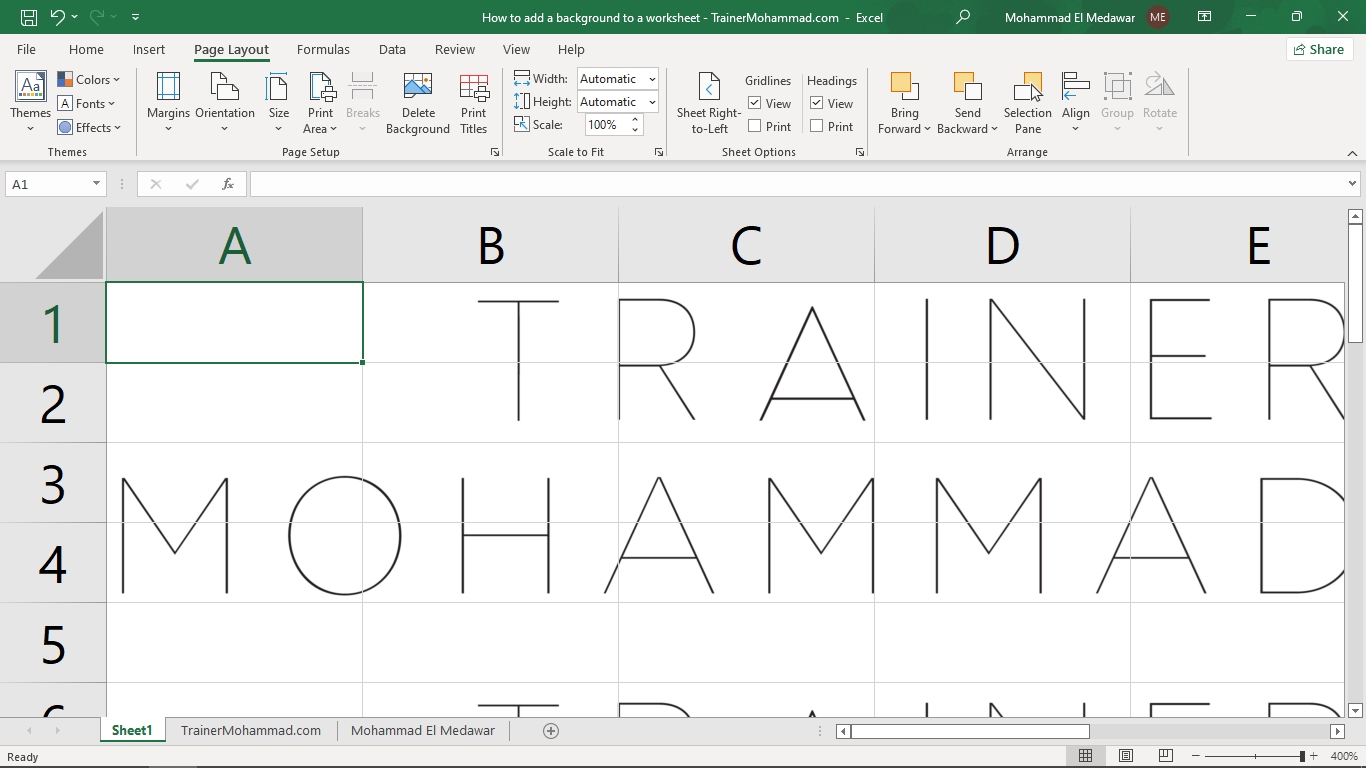 How to add a background to a worksheet - TrainerMohammad.com - Excel
Mohammad El Medawar ME
File Home Insert Page Layout Formulas Data Review View Help Share
Themes
Colors
Fonts
Effects
Themes
Margins Orientation Size Print Area Breaks Delete Background Print Titles
Page Setup
Width: Automatic
Height: Automatic
Scale: 100%
Scale to Fit
Sheet Right-to-Left
Gridlines Headings
View View
Print Print
Sheet Options
Bring Forward Send Backward Selection Pane Align Group Rotate
Arrange
A1 fx
A B C D E
1
2
3
4
5
6
TRAINER
MOHAMMAD
TRAINER
Sheet1 TrainerMohammad.com Mohammad El Medawar
Ready 400%